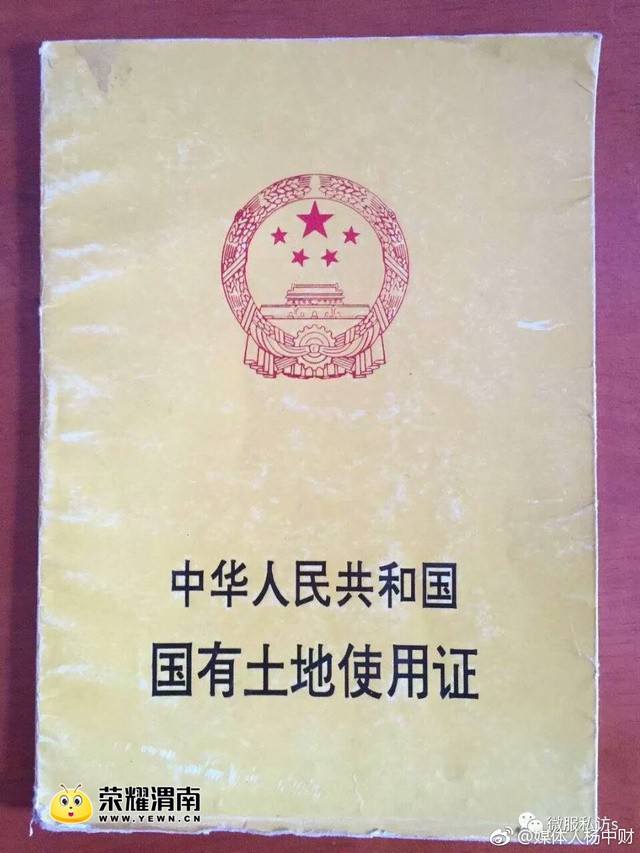 中华人民共和国
国有土地使用证
荣耀渭南
WWW.YEWN.CN
微服私访s
@媒体人杨中财